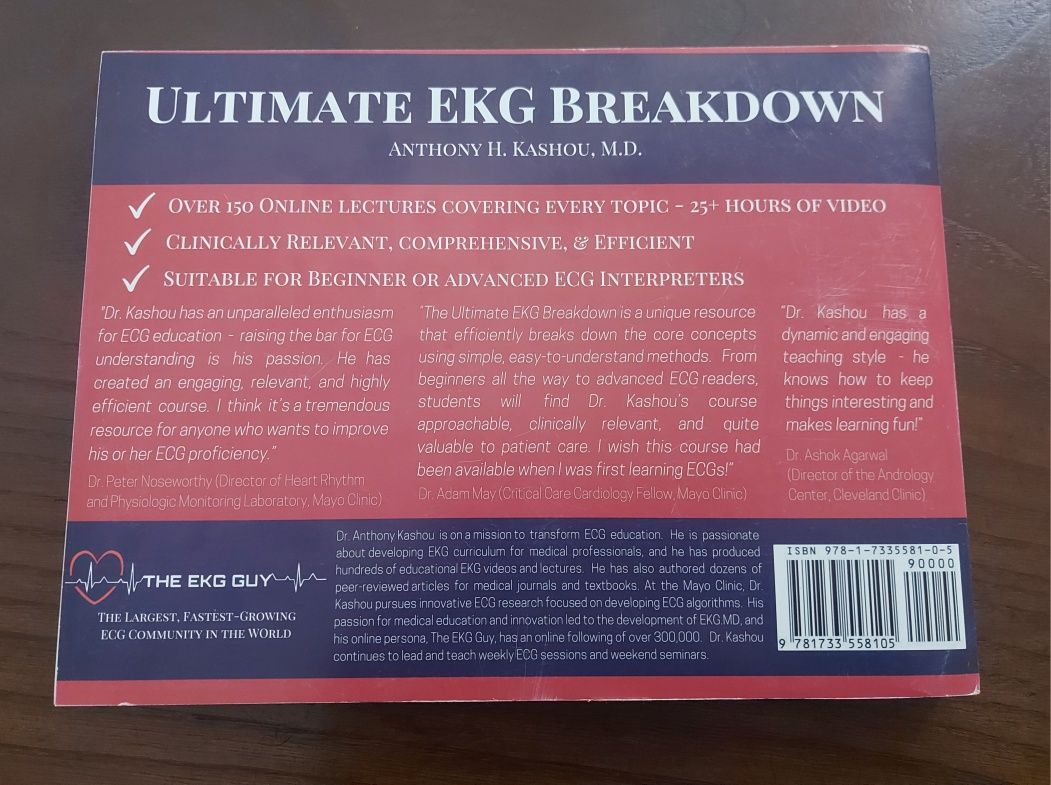 ULTIMATE EKG BREAKDOWN
ANTHONY H. KASHOU, M.D.
✓ OVER 150 ONLINE LECTURES COVERING EVERY TOPIC - 25+ HOURS OF VIDEO
✓ CLINICALLY RELEVANT, COMPREHENSIVE, & EFFICIENT
✓ SUITABLE FOR BEGINNER OR ADVANCED ECG INTERPRETERS
"Dr. Kashou has an unparalleled enthusiasm
for ECG education - raising the bar for ECG
understanding is his passion. He has
created an engaging, relevant, and highly
efficient course. I think it's a tremendous
resource for anyone who wants to improve
his or her ECG proficiency."
Dr. Peter Noseworthy (Director of Heart Rhythm
and Physiologic Monitoring Laboratory, Mayo Clinic)
"The Ultimate EKG Breakdown is a unique resource
that efficiently breaks down the core concepts
using simple, easy-to-understand methods. From
beginners all the way to advanced ECG readers,
students will find Dr. Kashou's course
approachable, clinically relevant, and quite
valuable to patient care. I wish this course had
been available when I was first learning ECGs!"
Dr. Adam May (Critical Care Cardiology Fellow, Mayo Clinic)
"Dr. Kashou has a
dynamic and engaging
teaching style - he
knows how to keep
things interesting and
makes learning fun!"
Dr. Ashok Agarwal
(Director of the Andrology
Center, Cleveland Clinic)
THE EKG GUY
THE LARGEST, FASTEST-GROWING
ECG COMMUNITY IN THE WORLD
Dr. Anthony Kashou is on a mission to transform ECG education. He is passionate
about developing EKG curriculum for medical professionals, and he has produced
hundreds of educational EKG videos and lectures. He has also authored dozens of
peer-reviewed articles for medical journals and textbooks. At the Mayo Clinic, Dr.
Kashou pursues innovative ECG research focused on developing ECG algorithms. His
passion for medical education and innovation led to the development of EKG.MD, and
his online persona, The EKG Guy, has an online following of over 300,000. Dr. Kashou
continues to lead and teach weekly ECG sessions and weekend seminars.
ISBN 978-1-7335581-0-5
90000
9 781733 558105